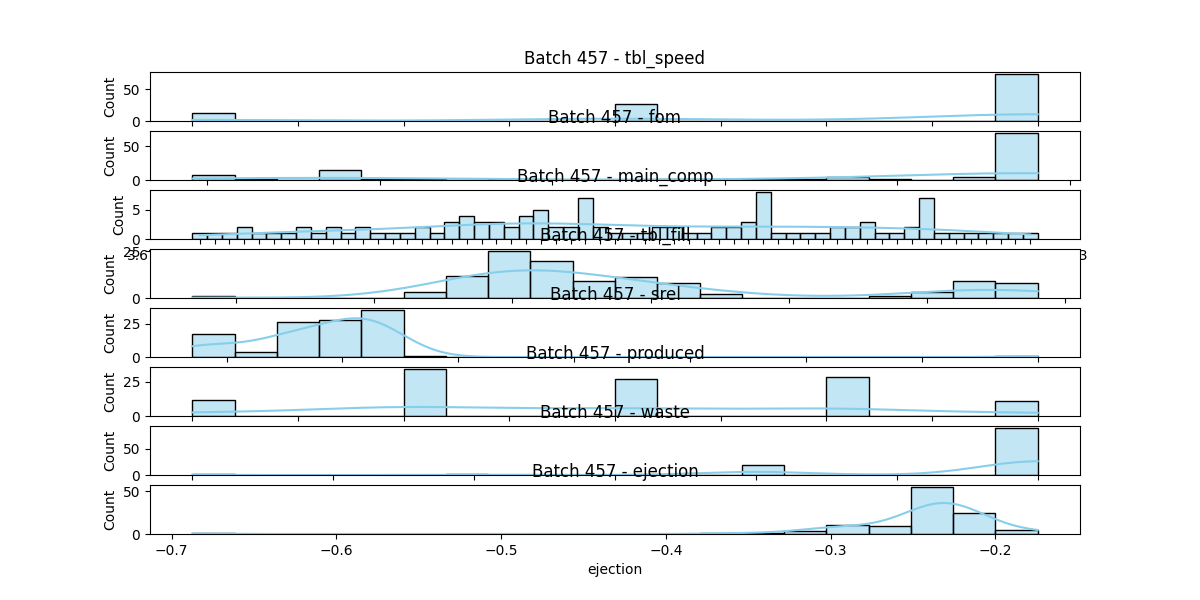 Batch 457 - tbl_speed
Count
50
0
Batch 457 - fom
Count
50
0
Batch 457 - main_comp
Count
5
0
Batch 457 - tbl_fill
Count
25
0
Batch 457 - srel
Count
25
0
Batch 457 - produced
Count
25
0
Batch 457 - waste
Count
50
0
Batch 457 - ejection
Count
50
0
−0.7 −0.6 −0.5 −0.4 −0.3 −0.2
ejection